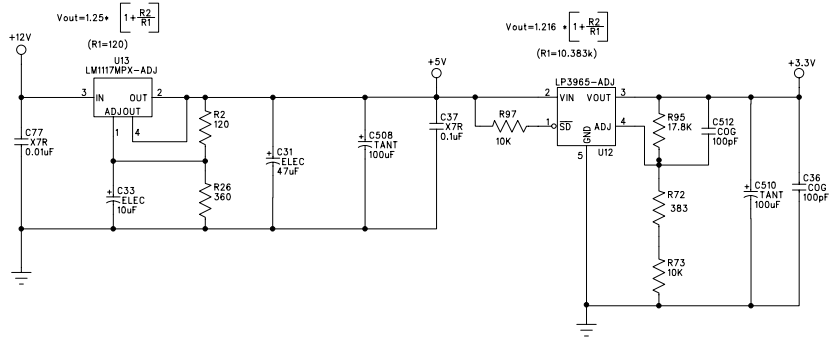 Vout=1.25* [1+R2/R1]
(R1=120)
Vout=1.216 * [1+R2/R1]
(R1=10.383k)
+12V
U13
LM1117MPX-ADJ
3 IN OUT 2
ADJOUT
1 4
C77
X7R
0.01uF
R2
120
+ C33
ELEC
10uF
R26
360
+ C31
ELEC
47uF
+ C508
TANT
100uF
+5V
C37
X7R
0.1uF
R97
10K
LP3965-ADJ
2 VIN VOUT 3
1 SD ADJ 4
GND
5
U12
R95
17.8K
C512
COG
100pF
R72
383
R73
10K
+ C510
TANT
100uF
+3.3V
C36
COG
100pF